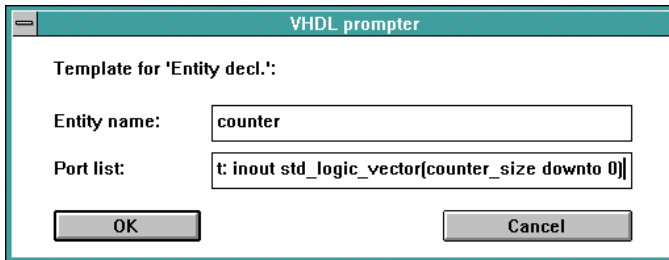 VHDL prompter
Template for 'Entity decl.':
Entity name: counter
Port list: t: inout std_logic_vector(counter_size downto 0)
OK Cancel